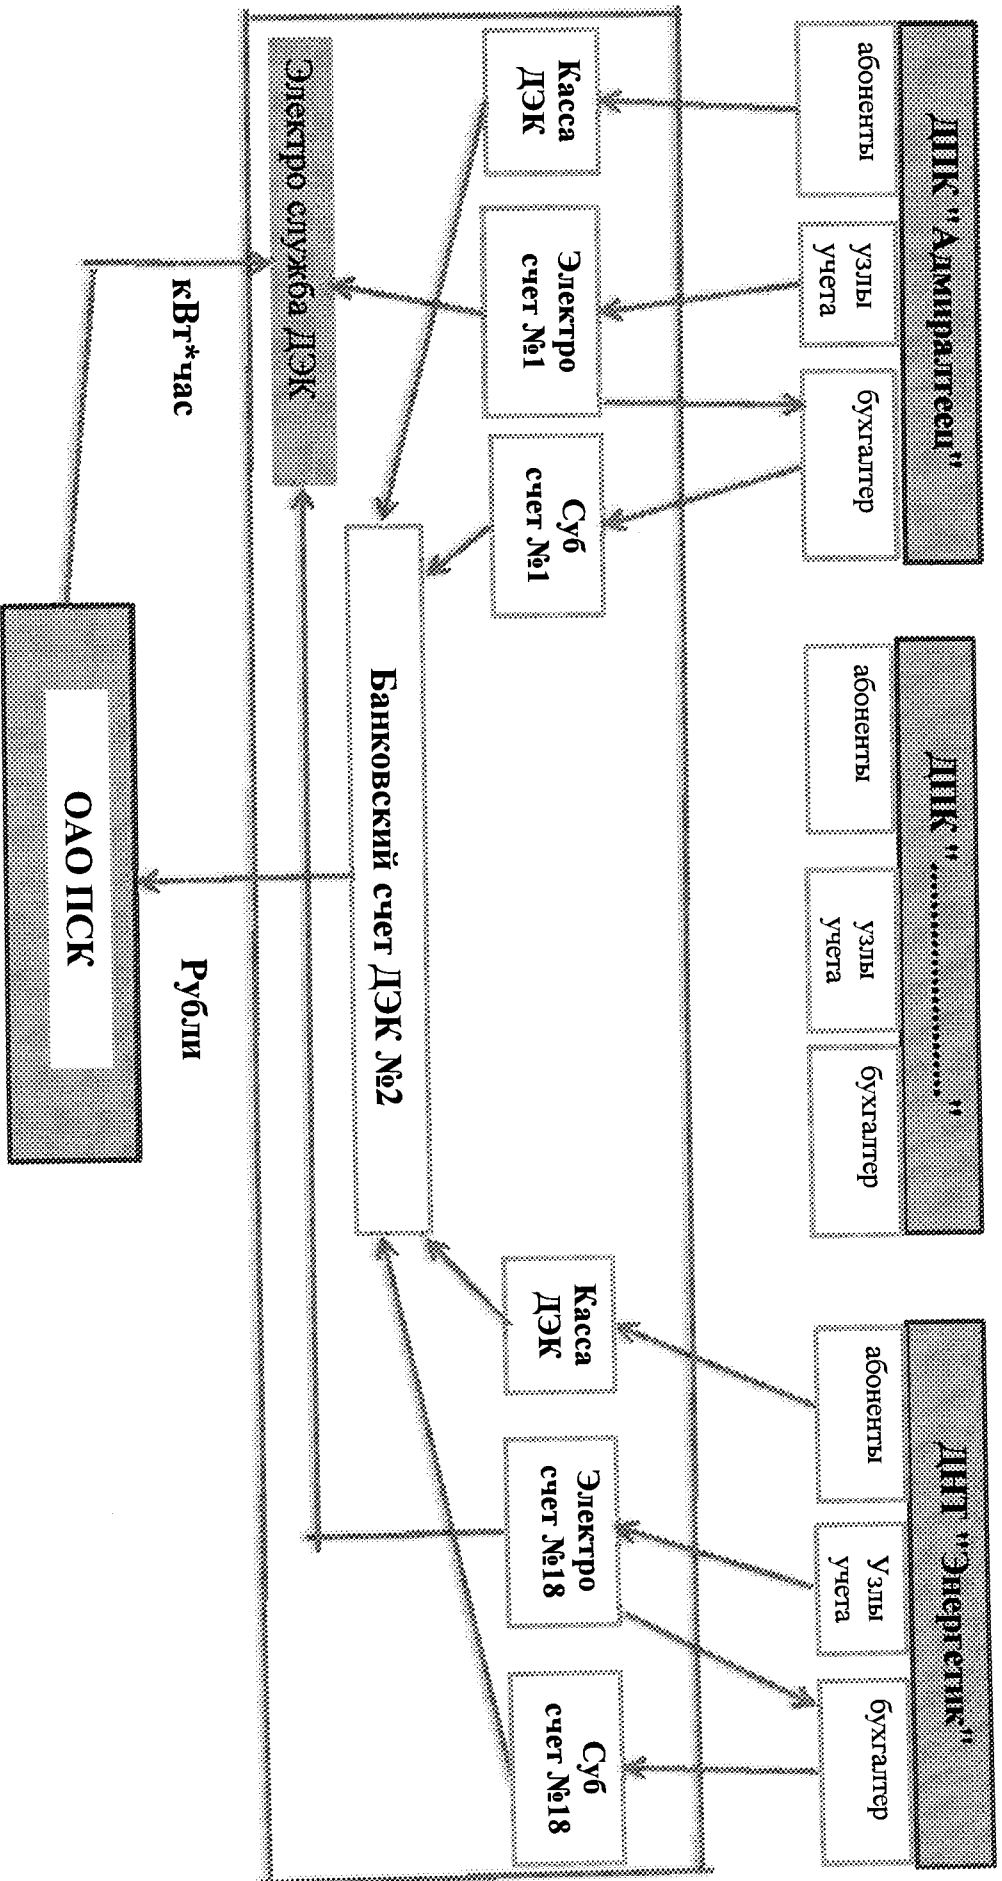 ДПК "Адмиралтеец"
абоненты
узлы
учета
бухгалтер
ДПК "....................."
абоненты
узлы
учета
бухгалтер
ДНТ "Энергетик"
абоненты
Узлы
учета
бухгалтер
Касса
ДЭК
Электро
счет №1
Суб
счет №1
Касса
ДЭК
Электро
счет №18
Суб
счет №18
Банковский счет ДЭК №2
Электро служба ДЭК
кВт*час
Рубли
ОАО ПСК